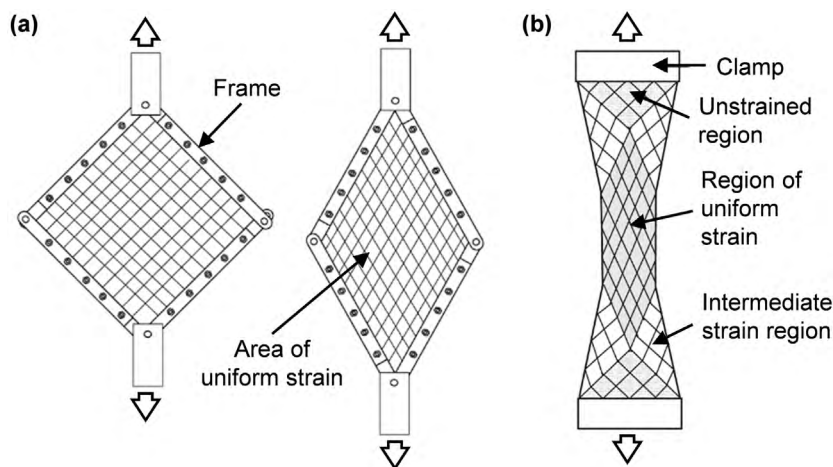 (a)
Frame
Area of
uniform strain
(b)
Clamp
Unstrained
region
Region of
uniform
strain
Intermediate
strain region